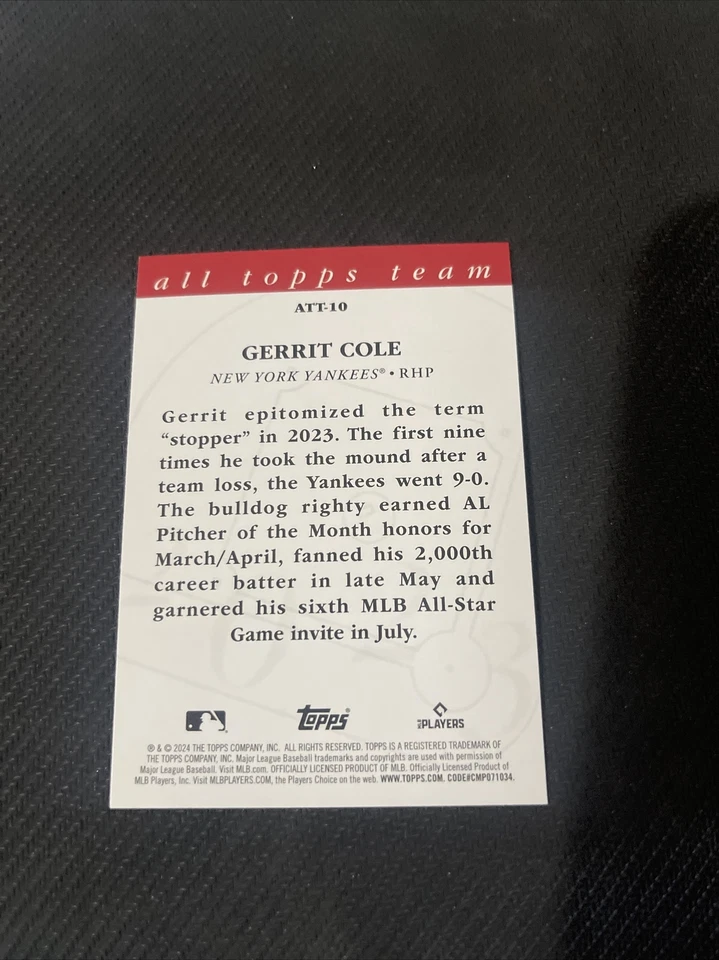 all topps team
ATT-10
GERRIT COLE
NEW YORK YANKEES® • RHP
Gerrit epitomized the term
“stopper” in 2023. The first nine
times he took the mound after a
team loss, the Yankees went 9-0.
The bulldog righty earned AL
Pitcher of the Month honors for
March/April, fanned his 2,000th
career batter in late May and
garnered his sixth MLB All-Star
Game invite in July.
topps® PLAYERS
® & © 2024 THE TOPPS COMPANY, INC. ALL RIGHTS RESERVED. TOPPS IS A REGISTERED TRADEMARK OF
THE TOPPS COMPANY, INC. Major League Baseball trademarks and copyrights are used with permission of
Major League Baseball. Visit MLB.com. OFFICIALLY LICENSED PRODUCT OF MLB. Officially Licensed Product of
MLB Players, Inc. Visit MLBPLAYERS.COM, the Players Choice on the web. WWW.TOPPS.COM. CODE#CMP071034.